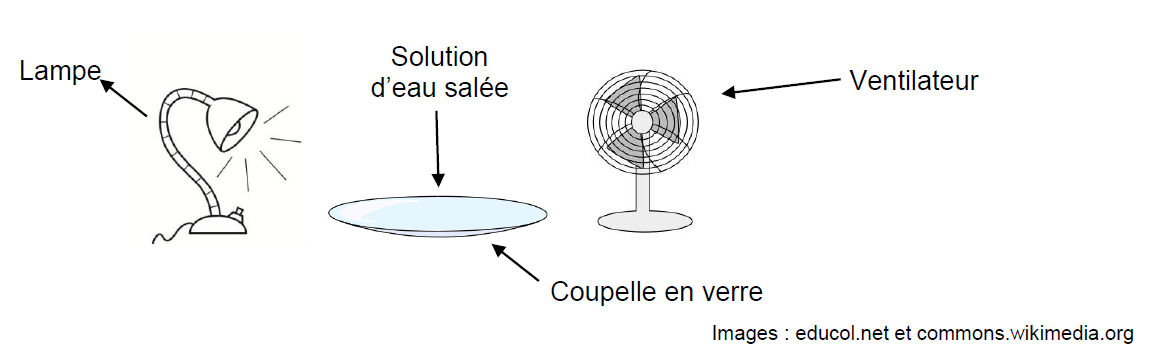 Lampe
Solution
d'eau salée
Ventilateur
Coupelle en verre
Images : educol.net et commons.wikimedia.org